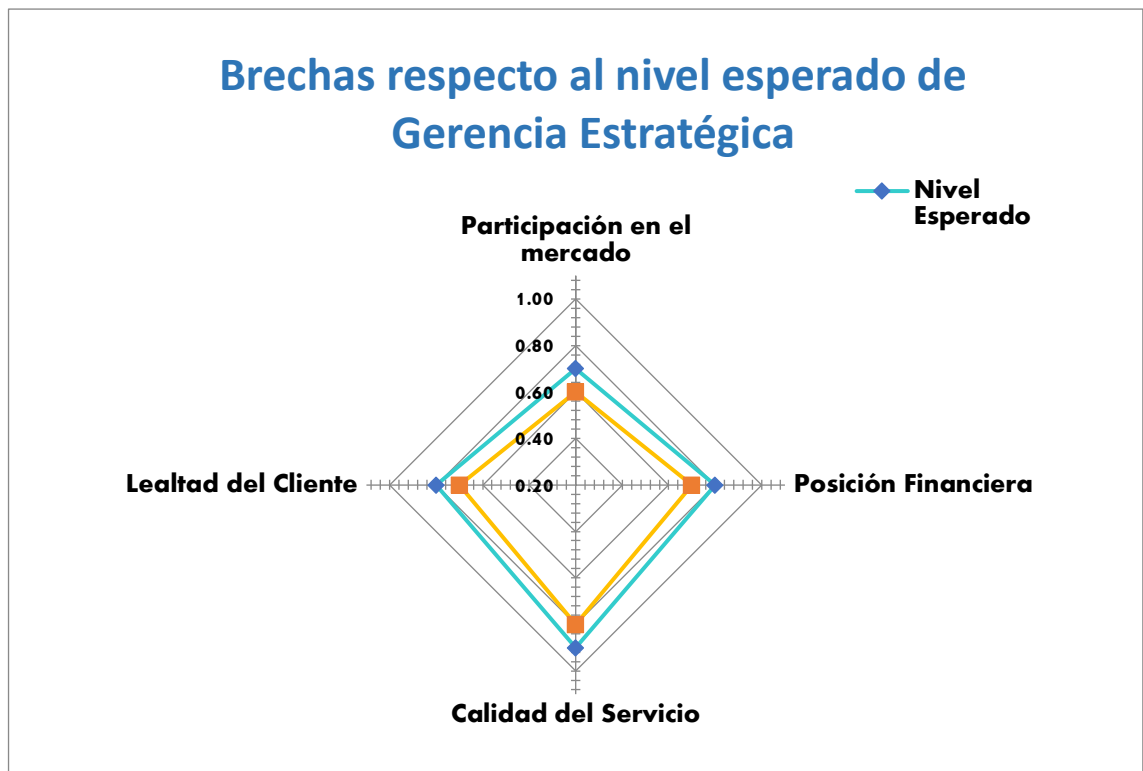 Brechas respecto al nivel esperado de
Gerencia Estratégica
Nivel
Esperado
Participación en el
mercado
1.00
0.80
0.60
0.40
0.20
Lealtad del Cliente
Posición Financiera
Calidad del Servicio